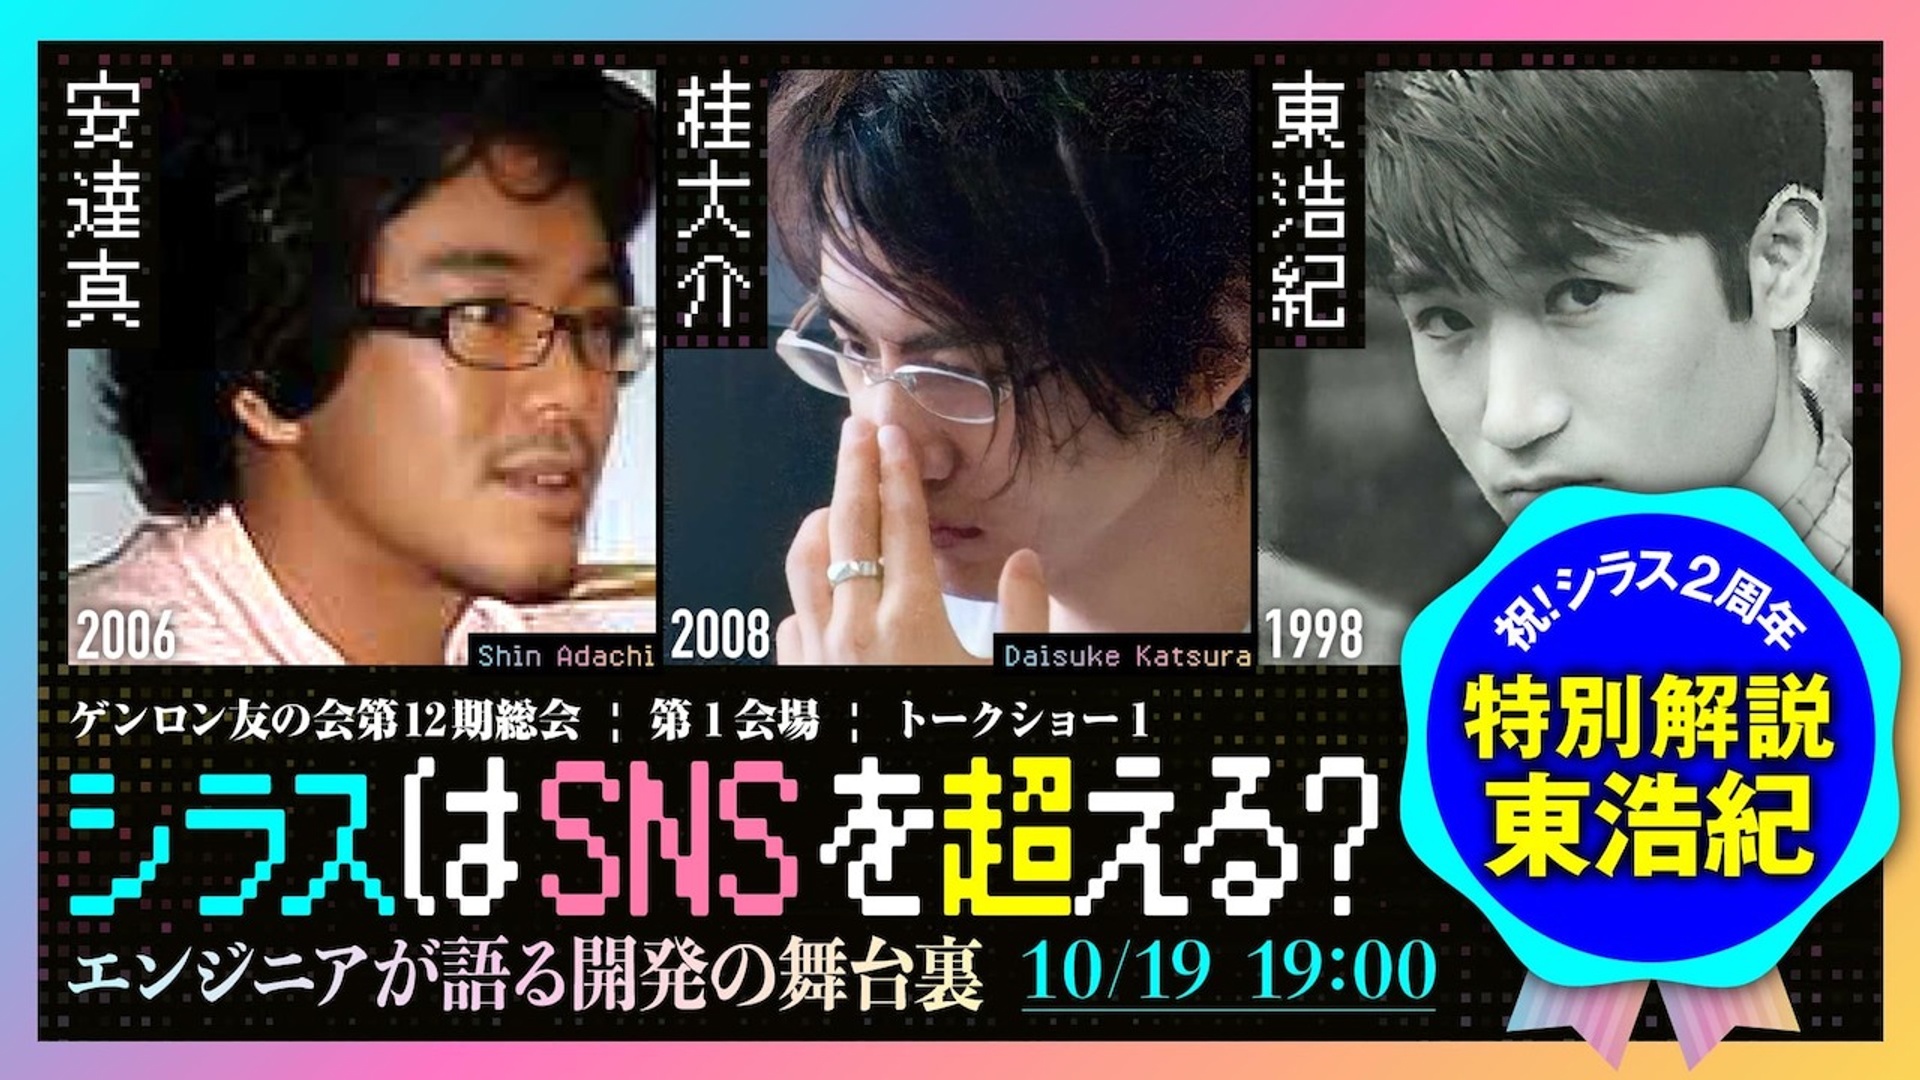 安達真
2006
Shin Adachi
桂大介
2008
Daisuke Katsura
東浩紀
1998
祝!シラス2周年
特別解説
東浩紀
ゲンロン友の会第12期総会 ¦ 第1会場 ¦ トークショー1
シラスはSNSを超える?
エンジニアが語る開発の舞台裏 10/19 19:00